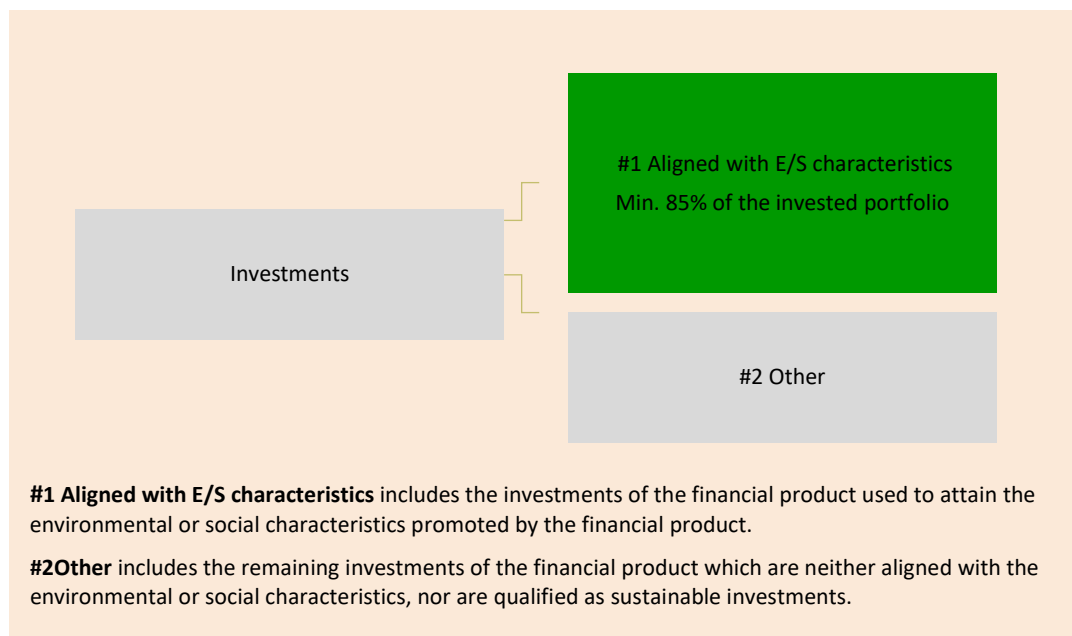 #1 Aligned with E/S characteristics
Min. 85% of the invested portfolio
Investments
#2 Other
#1 Aligned with E/S characteristics includes the investments of the financial product used to attain the
environmental or social characteristics promoted by the financial product.
#2Other includes the remaining investments of the financial product which are neither aligned with the
environmental or social characteristics, nor are qualified as sustainable investments.